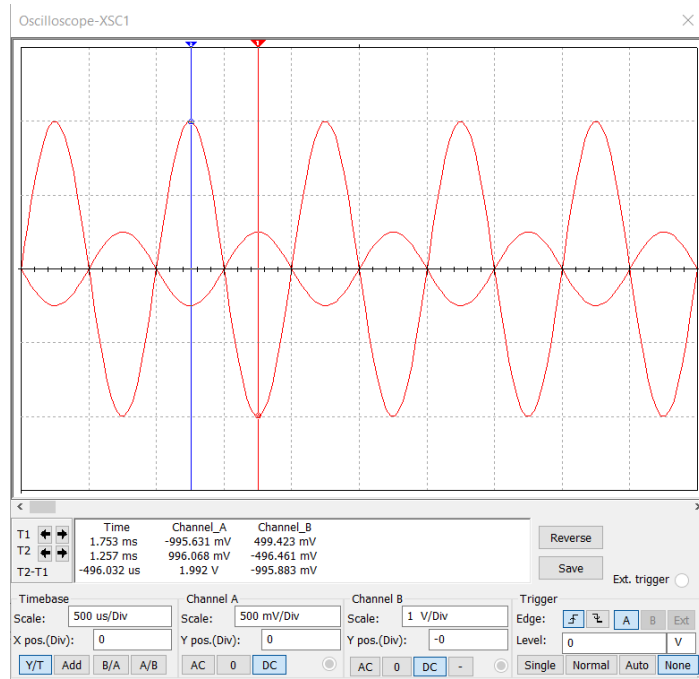 Oscilloscope-XSC1
2 1
T1 Time Channel_A Channel_B
1.753 ms -995.631 mV 499.423 mV
T2 1.257 ms 996.068 mV -496.461 mV
T2-T1 -496.032 us 1.992 V -995.883 mV
Reverse
Save
Ext. trigger
Timebase Channel A Channel B Trigger
Scale: 500 us/Div Scale: 500 mV/Div Scale: 1 V/Div Edge: A B Ext
X pos.(Div): 0 Y pos.(Div): 0 Y pos.(Div): -0 Level: 0 V
Y/T Add B/A A/B AC 0 DC AC 0 DC - Single Normal Auto None